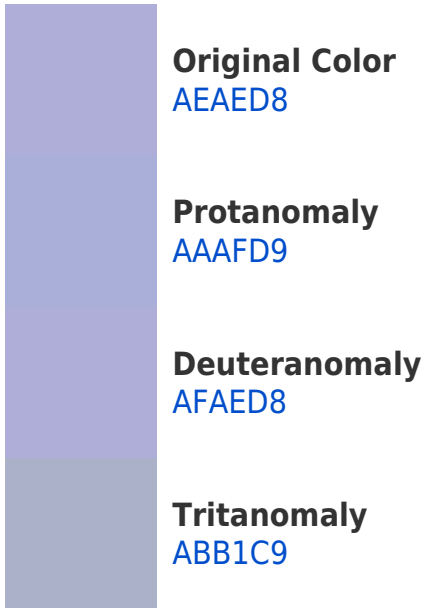 Original Color
AEAED8
Protanomaly
AAAFD9
Deuteranomaly
AFAED8
Tritanomaly
ABB1C9